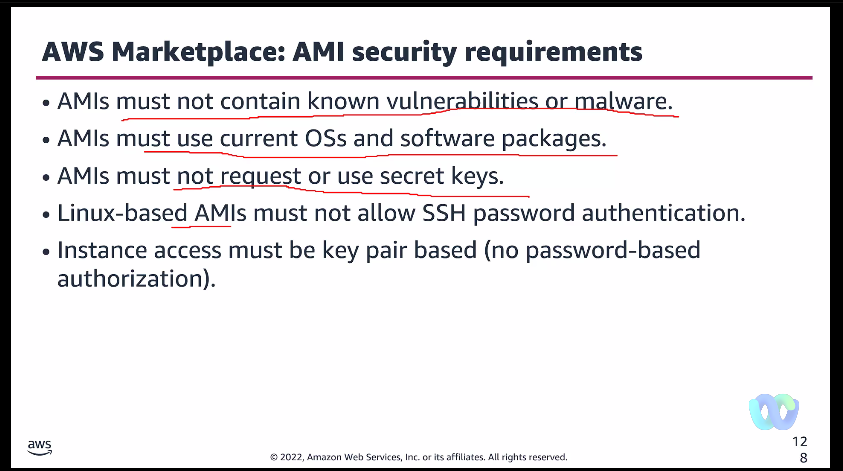 AWS Marketplace: AMI security requirements
• AMIs must not contain known vulnerabilities or malware.
• AMIs must use current OSs and software packages.
• AMIs must not request or use secret keys.
• Linux-based AMIs must not allow SSH password authentication.
• Instance access must be key pair based (no password-based
authorization).
aws
© 2022, Amazon Web Services, Inc. or its affiliates. All rights reserved.
12
8